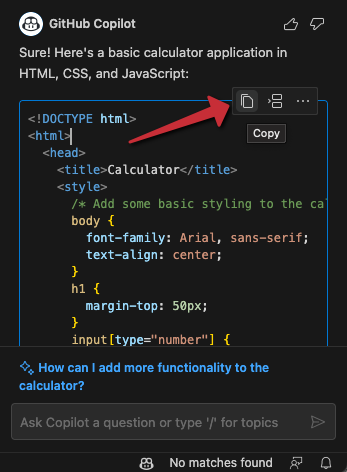 GitHub Copilot
Sure! Here's a basic calculator application in
HTML, CSS, and JavaScript:
Copy
<!DOCTYPE html>
<html>
<head>
<title>Calculator</title>
<style>
/* Add some basic styling to the cal
body {
font-family: Arial, sans-serif;
text-align: center;
}
h1 {
margin-top: 50px;
}
input[type="number"] {
How can I add more functionality to the
calculator?
Ask Copilot a question or type '/' for topics
No matches found